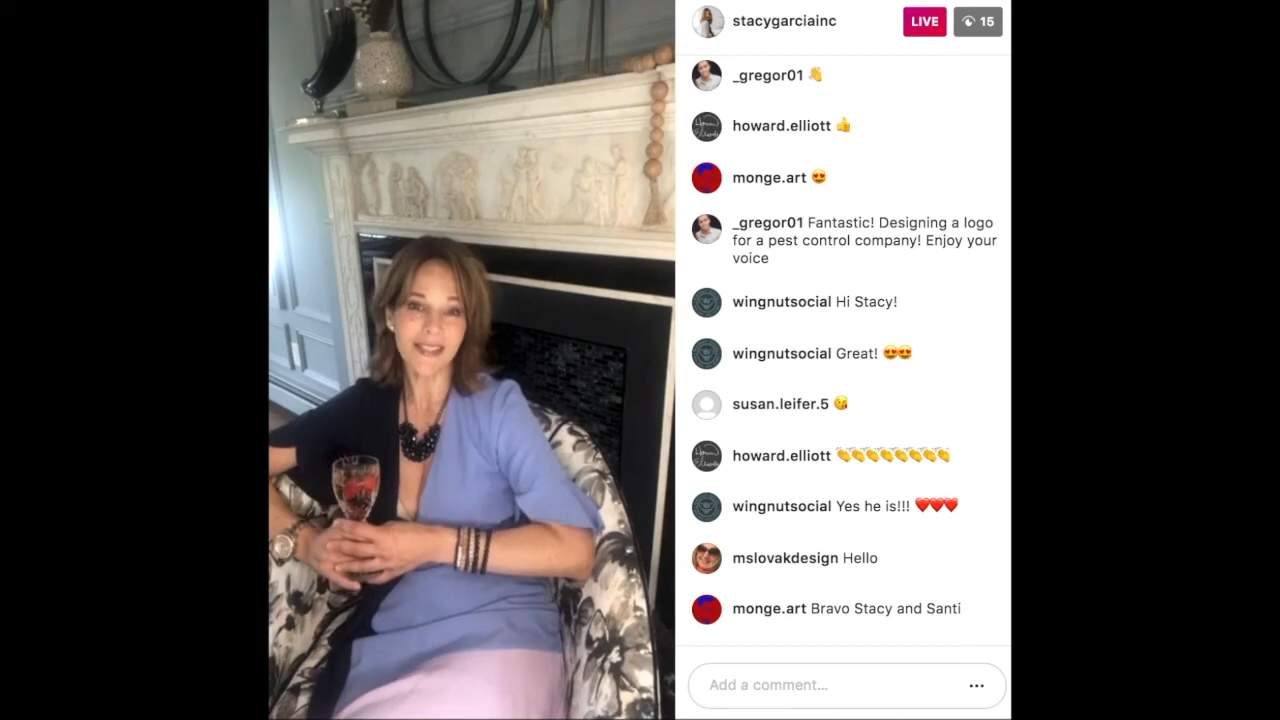 stacygarciainc LIVE 15
_gregor01 👏
howard.elliott 👍
monge.art 😍
_gregor01 Fantastic! Designing a logo
for a pest control company! Enjoy your
voice
wingnutsocial Hi Stacy!
wingnutsocial Great! 😍😍
susan.leifer.5 😘
howard.elliott 👏👏👏👏👏👏👏👏
wingnutsocial Yes he is!!! ❤️❤️❤️
mslovakdesign Hello
monge.art Bravo Stacy and Santi
Add a comment...